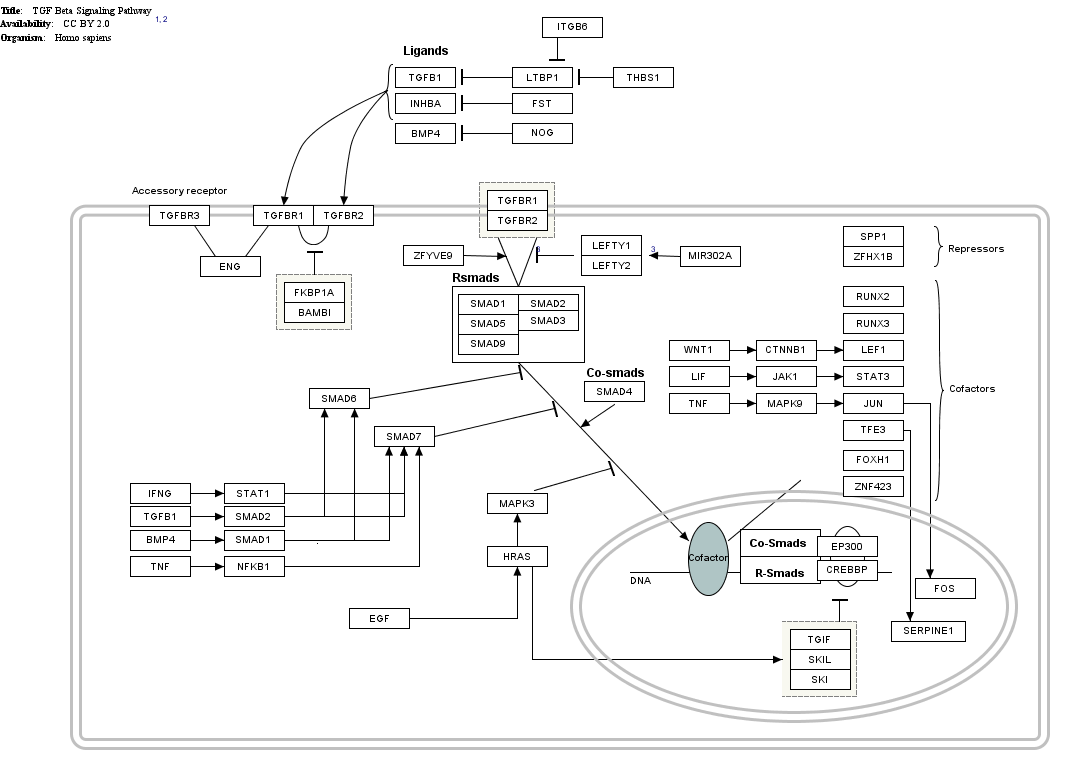 Title: TGF Beta Signaling Pathway
Availability: CC BY 2.0
1, 2
Organism: Homo sapiens
ITGB6
Ligands
TGFB1
LTBP1
THBS1
INHBA
FST
BMP4
NOG
Accessory receptor
TGFBR3
TGFBR1
TGFBR2
ENG
FKBP1A
BAMBI
TGFBR1
TGFBR2
ZFYVE9
3
LEFTY1
LEFTY2
3
MIR302A
Rsmads
SMAD1
SMAD2
SMAD5
SMAD3
SMAD9
SPP1
ZFHX1B
Repressors
RUNX2
RUNX3
WNT1
CTNNB1
LEF1
LIF
JAK1
STAT3
TNF
MAPK9
JUN
TFE3
FOXH1
ZNF423
Cofactors
Co-smads
SMAD4
SMAD6
SMAD7
IFNG
STAT1
TGFB1
SMAD2
BMP4
SMAD1
TNF
NFKB1
MAPK3
HRAS
EGF
DNA
Cofactor
Co-Smads
R-Smads
EP300
CREBBP
FOS
SERPINE1
TGIF
SKIL
SKI